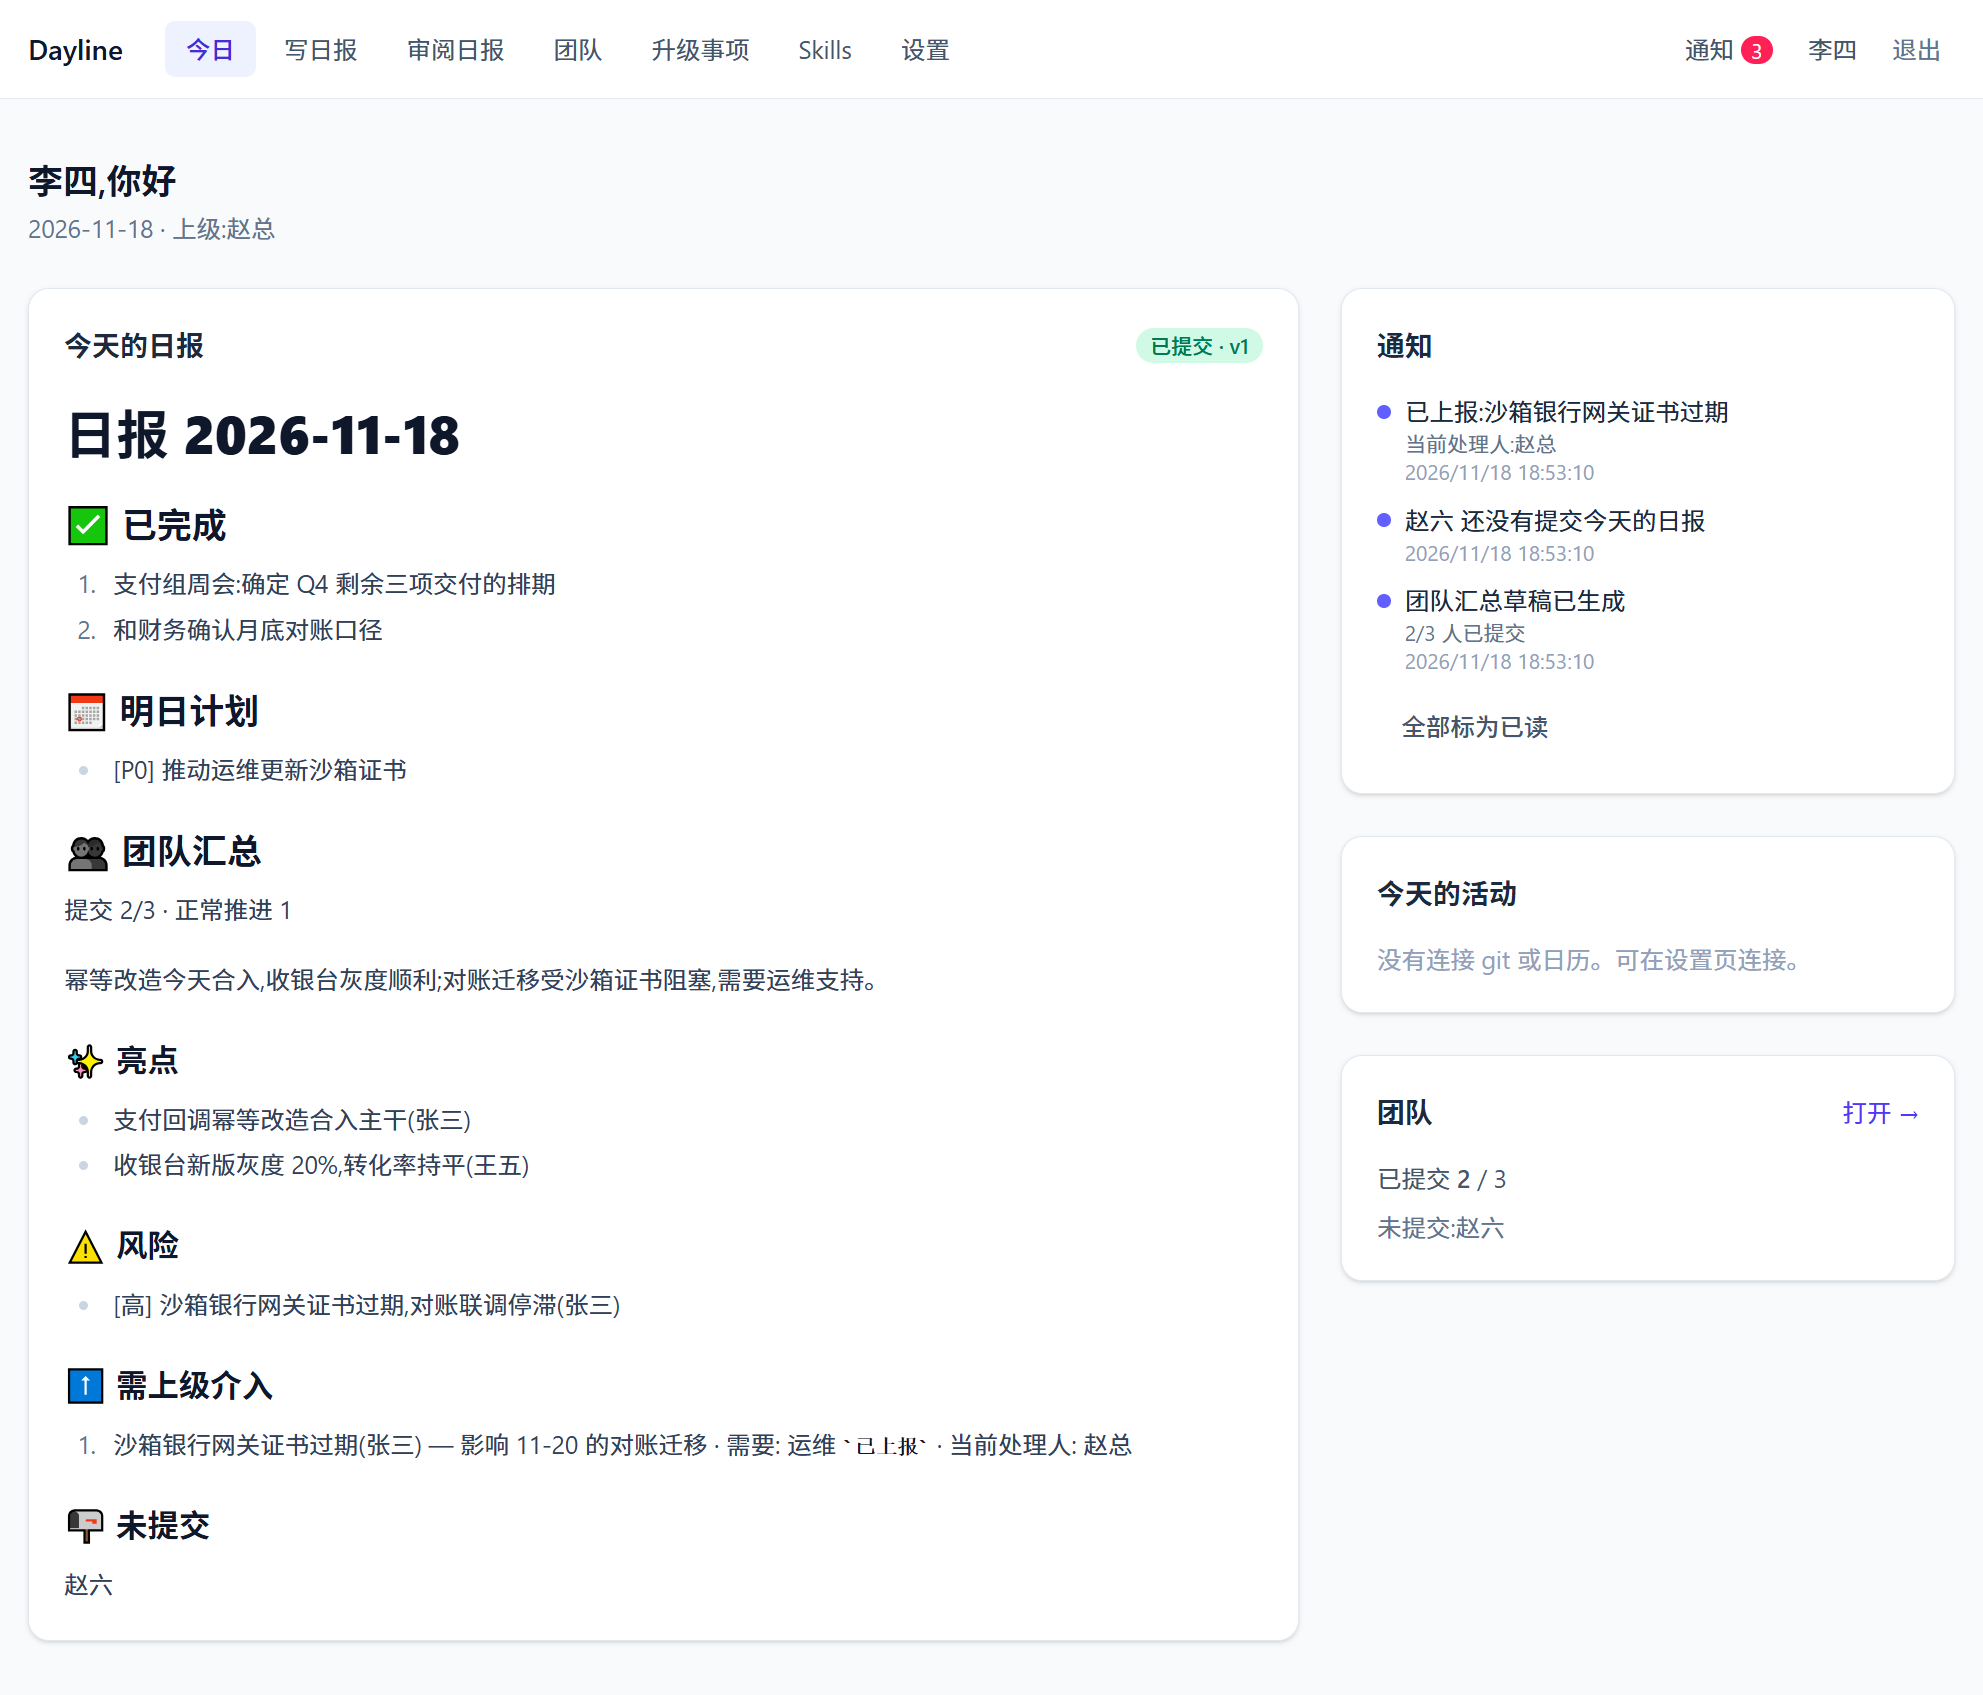 Dayline 今日 写日报 审阅日报 团队 升级事项 Skills 设置 通知 3 李四 退出
李四,你好
2026-11-18 · 上级:赵总
今天的日报 已提交 · v1
日报 2026-11-18
✅ 已完成
1. 支付组周会:确定 Q4 剩余三项交付的排期
2. 和财务确认月底对账口径
📅 明日计划
• [P0] 推动运维更新沙箱证书
👥 团队汇总
提交 2/3 · 正常推进 1
幂等改造今天合入,收银台灰度顺利;对账迁移受沙箱证书阻塞,需要运维支持。
✨ 亮点
• 支付回调幂等改造合入主干(张三)
• 收银台新版灰度 20%,转化率持平(王五)
⚠️ 风险
• [高] 沙箱银行网关证书过期,对账联调停滞(张三)
⬆️ 需上级介入
1. 沙箱银行网关证书过期(张三) — 影响 11-20 的对账迁移 · 需要: 运维 `已上报` · 当前处理人: 赵总
📭 未提交
赵六
通知
已上报:沙箱银行网关证书过期
当前处理人:赵总
2026/11/18 18:53:10
赵六 还没有提交今天的日报
2026/11/18 18:53:10
团队汇总草稿已生成
2/3 人已提交
2026/11/18 18:53:10
全部标为已读
今天的活动
没有连接 git 或日历。可在设置页连接。
团队 打开 →
已提交 2 / 3
未提交:赵六